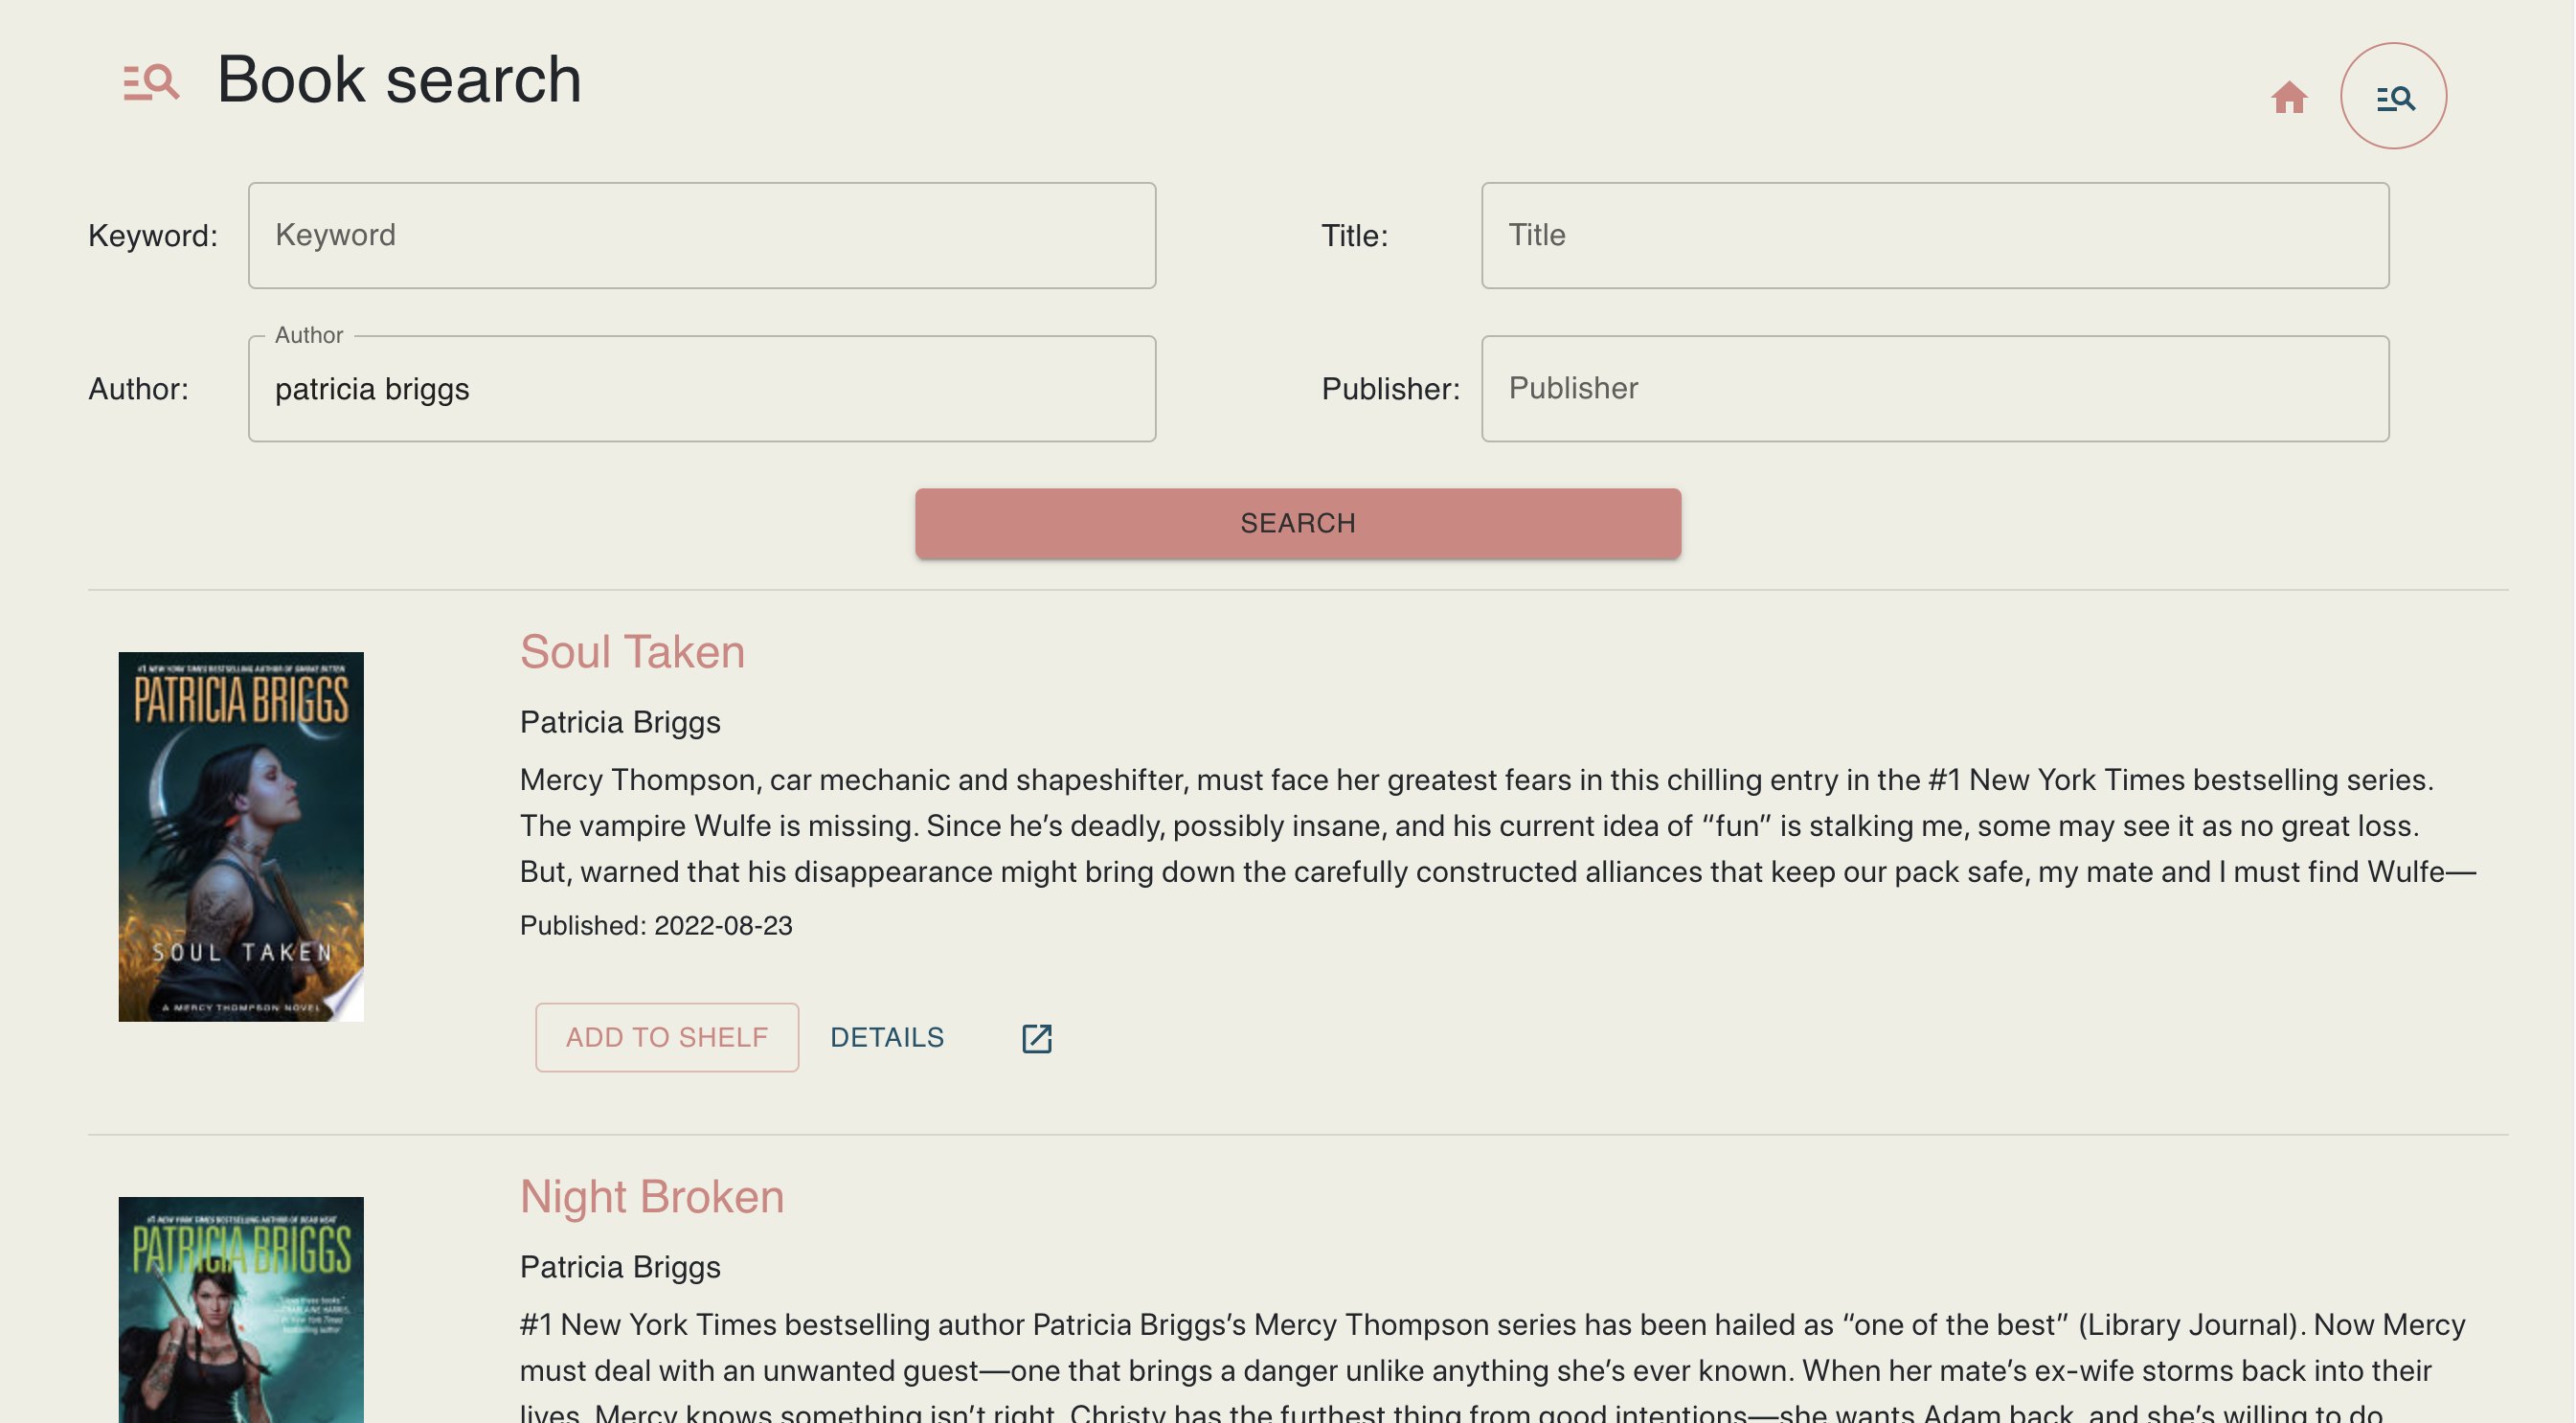 Book search
Keyword: Keyword
Title: Title
Author
Author: patricia briggs
Publisher: Publisher
SEARCH
#1 NEW YORK TIMES BESTSELLING AUTHOR OF SMOKE BITTEN
PATRICIA BRIGGS
SOUL TAKEN
A MERCY THOMPSON NOVEL
Soul Taken
Patricia Briggs
Mercy Thompson, car mechanic and shapeshifter, must face her greatest fears in this chilling entry in the #1 New York Times bestselling series.
The vampire Wulfe is missing. Since he’s deadly, possibly insane, and his current idea of “fun” is stalking me, some may see it as no great loss.
But, warned that his disappearance might bring down the carefully constructed alliances that keep our pack safe, my mate and I must find Wulfe—
Published: 2022-08-23
ADD TO SHELF
DETAILS
#1 NEW YORK TIMES BESTSELLING AUTHOR OF DEAD HEAT
PATRICIA BRIGGS
Night Broken
Patricia Briggs
#1 New York Times bestselling author Patricia Briggs’s Mercy Thompson series has been hailed as “one of the best” (Library Journal). Now Mercy
must deal with an unwanted guest—one that brings a danger unlike anything she’s ever known. When her mate’s ex-wife storms back into their
lives, Mercy knows something isn’t right. Christy has the furthest thing from good intentions—she wants Adam back, and she’s willing to do